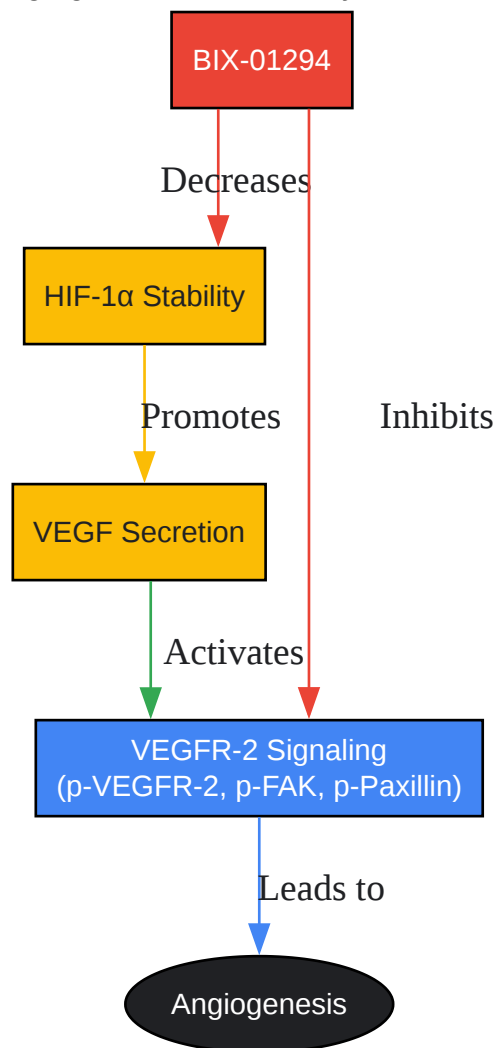 BIX-01294
Decreases
HIF-1α Stability
Promotes
Inhibits
VEGF Secretion
Activates
VEGFR-2 Signaling
(p-VEGFR-2, p-FAK, p-Paxillin)
Leads to
Angiogenesis